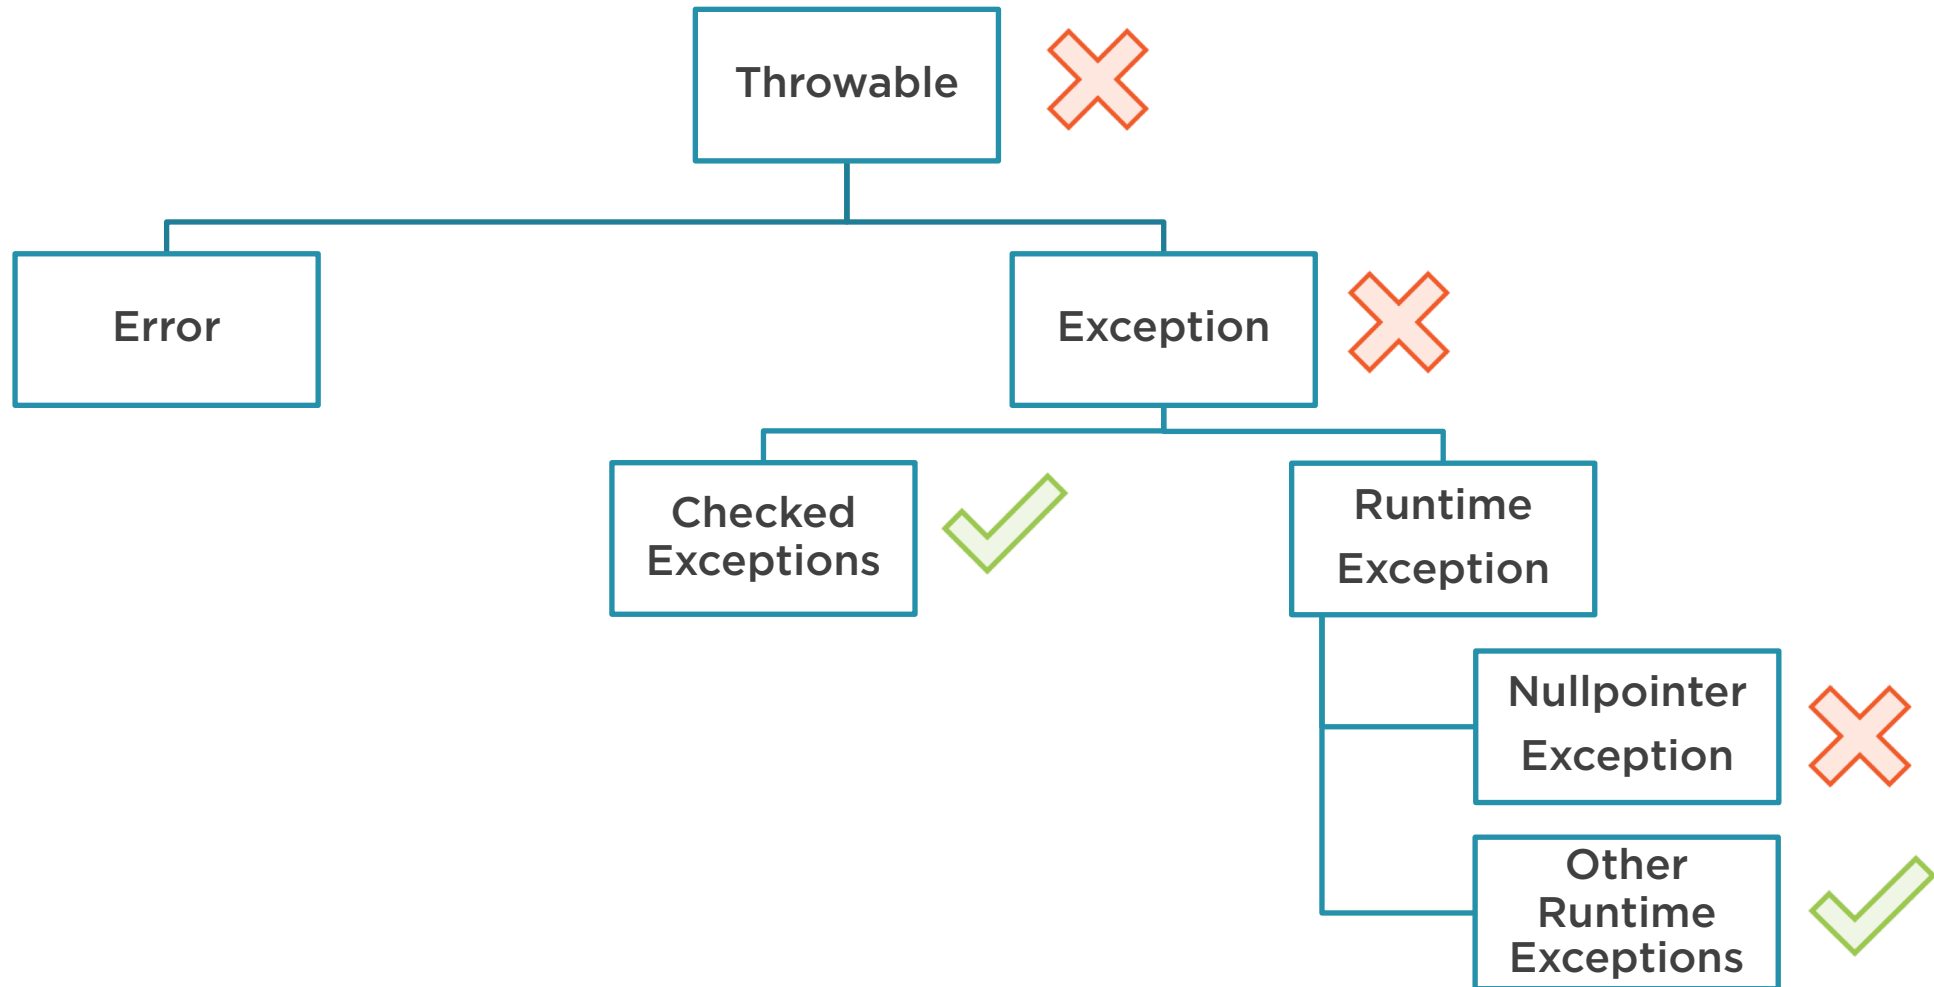 Throwable
Error
Exception
Checked
Exceptions
Runtime
Exception
Nullpointer
Exception
Other
Runtime
Exceptions